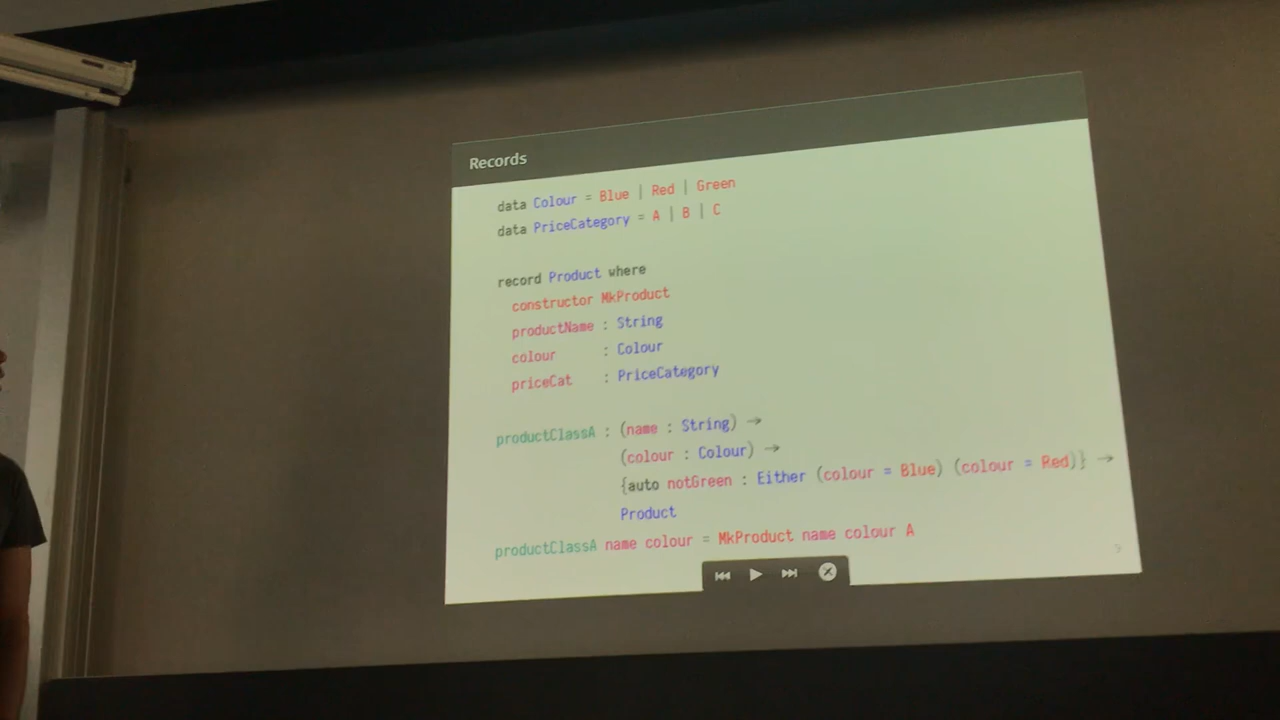 Records
data Colour = Blue | Red | Green
data PriceCategory = A | B | C
record Product where
constructor MkProduct
productName : String
colour : Colour
priceCat : PriceCategory
productClassA : (name : String) →
(colour : Colour) →
{auto notGreen : Either (colour = Blue) (colour = Red)} →
Product
productClassA name colour = MkProduct name colour A
9